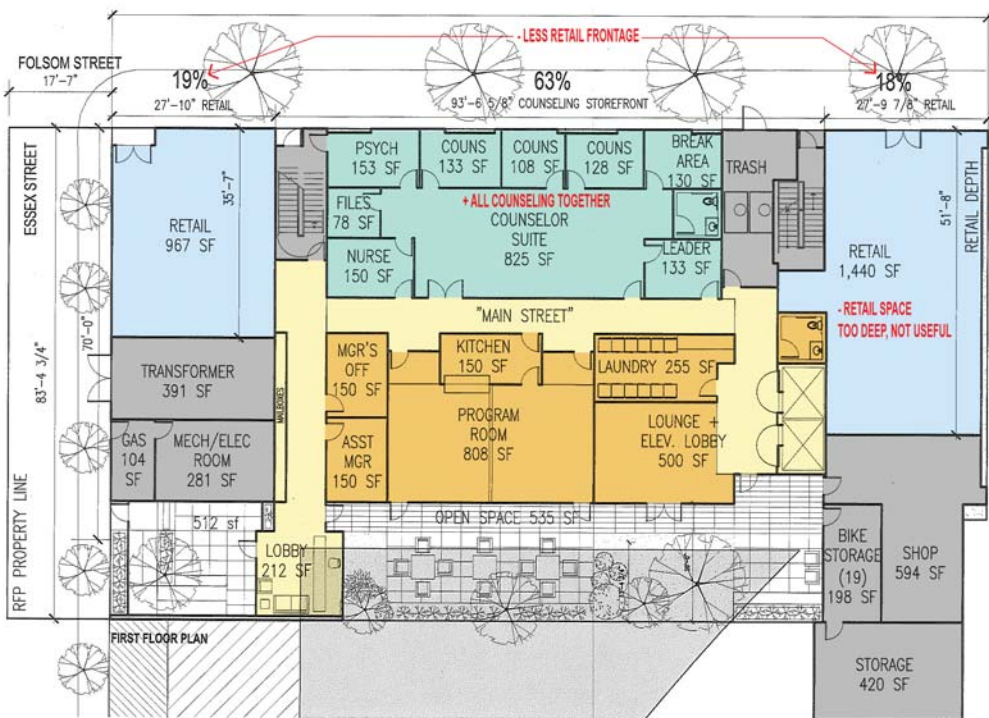 - LESS RETAIL FRONTAGE
FOLSOM STREET
17'-7"
19%
63%
18%
27'-10" RETAIL
93'-6 5/8" COUNSELING STOREFRONT
27'-9 7/8" RETAIL
ESSEX STREET
35'-7"
PSYCH
153 SF
COUNS
133 SF
COUNS
108 SF
COUNS
128 SF
BREAK
AREA
130 SF
TRASH
RETAIL
967 SF
FILES
78 SF
+ ALL COUNSELING TOGETHER
COUNSELOR
SUITE
825 SF
NURSE
150 SF
LEADER
133 SF
RETAIL
1,440 SF
51'-8"
RETAIL DEPTH
- RETAIL SPACE
TOO DEEP, NOT USEFUL
"MAIN STREET"
70'-0"
83'-4 3/4"
TRANSFORMER
391 SF
MAILBOXES
MGR'S
OFF
150 SF
KITCHEN
150 SF
LAUNDRY 255 SF
PROGRAM
ROOM
808 SF
LOUNGE +
ELEV. LOBBY
500 SF
GAS
104
SF
MECH/ELEC
ROOM
281 SF
ASST
MGR
150 SF
RFP PROPERTY LINE
512 sf
OPEN SPACE 535 SF
LOBBY
212 SF
BIKE
STORAGE
(19)
198 SF
SHOP
594 SF
FIRST FLOOR PLAN
STORAGE
420 SF